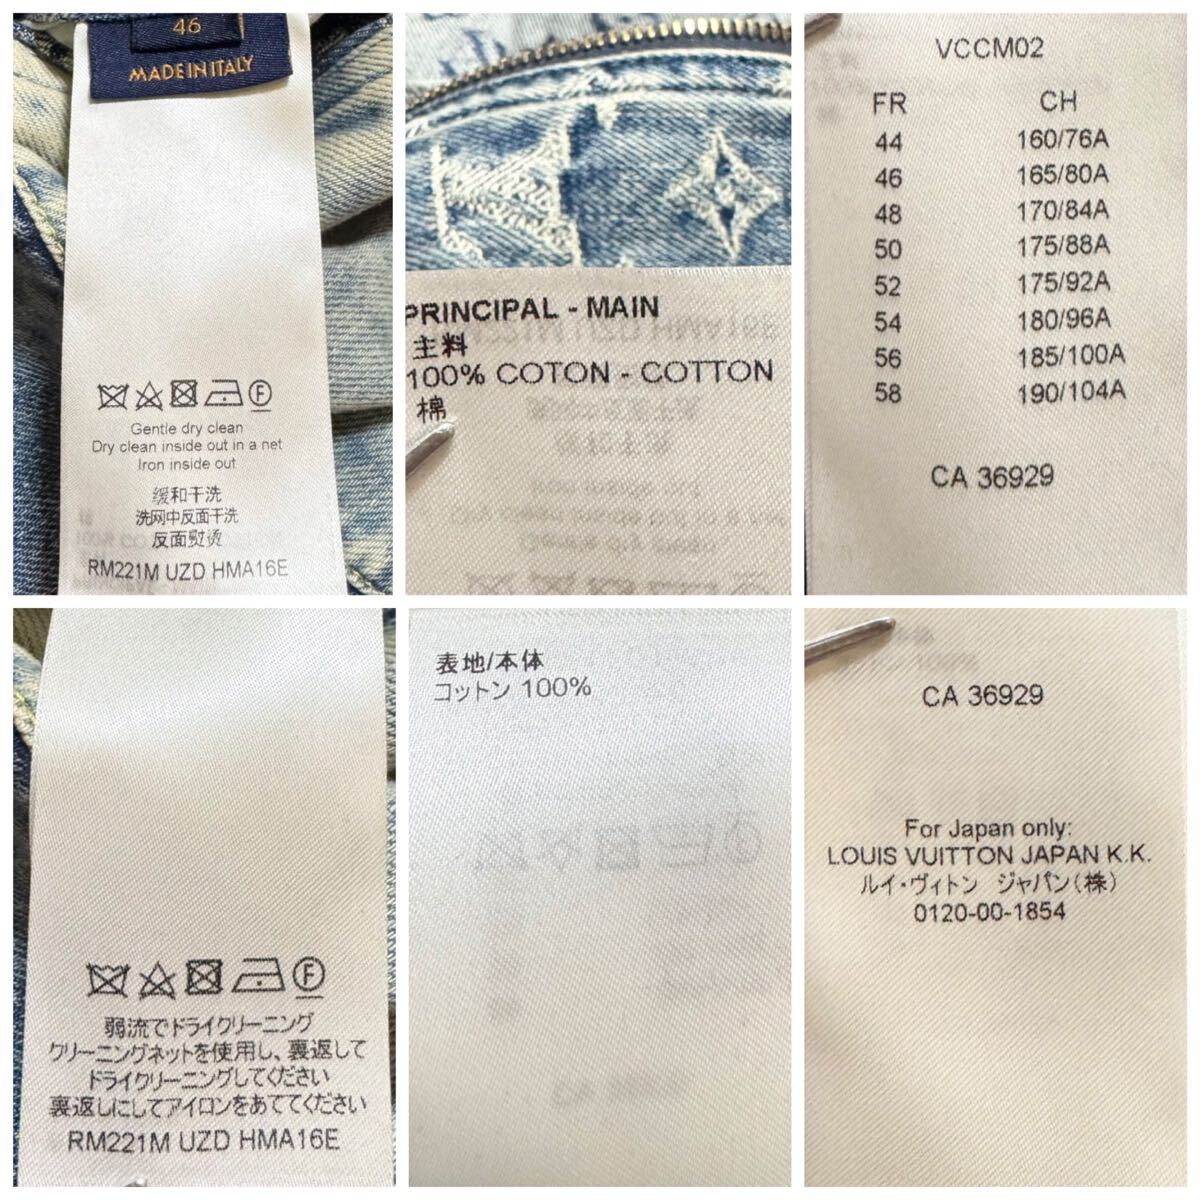 46
MADE IN ITALY
Gentle dry clean
Dry clean inside out in a net
Iron inside out
缓和干洗
洗网中反面干洗
反面熨烫
RM221M UZD HMA16E
PRINCIPAL - MAIN
主料
100% COTON - COTTON
棉
VCCM02
FR CH
44 160/76A
46 165/80A
48 170/84A
50 175/88A
52 175/92A
54 180/96A
56 185/100A
58 190/104A
CA 36929
F
弱流でドライクリーニング
クリーニングネットを使用し、裏返して
ドライクリーニングしてください
裏返しにしてアイロンをあててください
RM221M UZD HMA16E
表地/本体
コットン 100%
CA 36929
For Japan only:
LOUIS VUITTON JAPAN K.K.
ルイ・ヴィトン ジャパン(株)
0120-00-1854